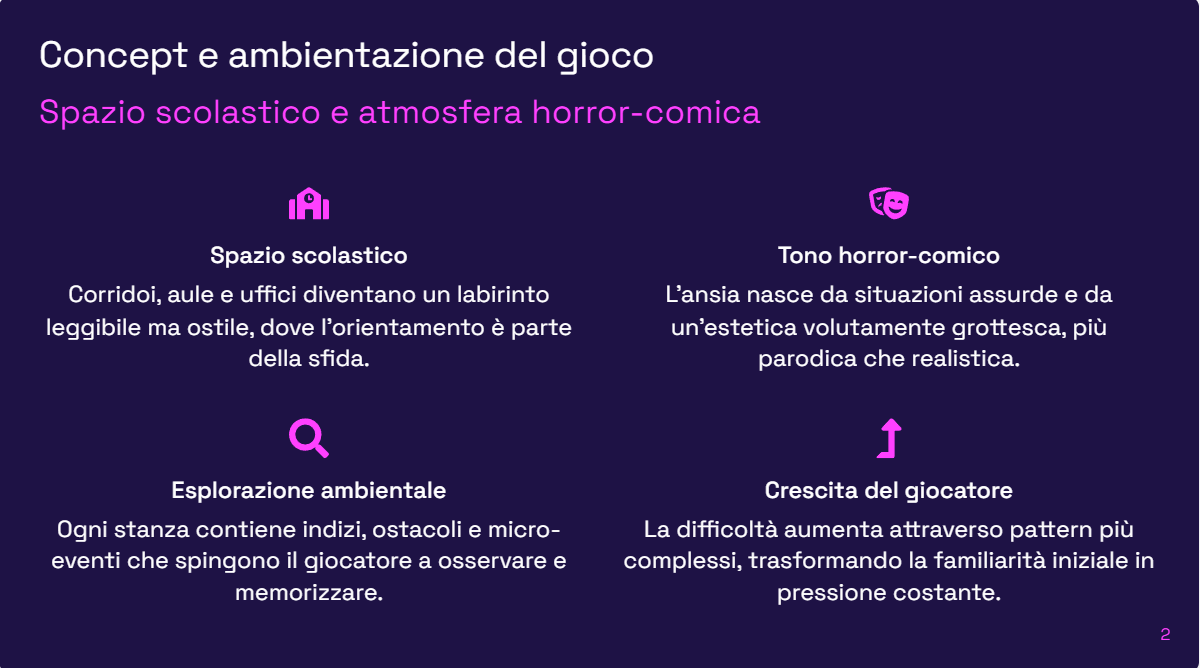 Concept e ambientazione del gioco
Spazio scolastico e atmosfera horror-comica
Spazio scolastico
Corridoi, aule e uffici diventano un labirinto
leggibile ma ostile, dove l’orientamento è parte
della sfida.
Tono horror-comico
L’ansia nasce da situazioni assurde e da
un’estetica volutamente grottesca, più
parodica che realistica.
Esplorazione ambientale
Ogni stanza contiene indizi, ostacoli e micro-
eventi che spingono il giocatore a osservare e
memorizzare.
Crescita del giocatore
La difficoltà aumenta attraverso pattern più
complessi, trasformando la familiarità iniziale in
pressione costante.
2